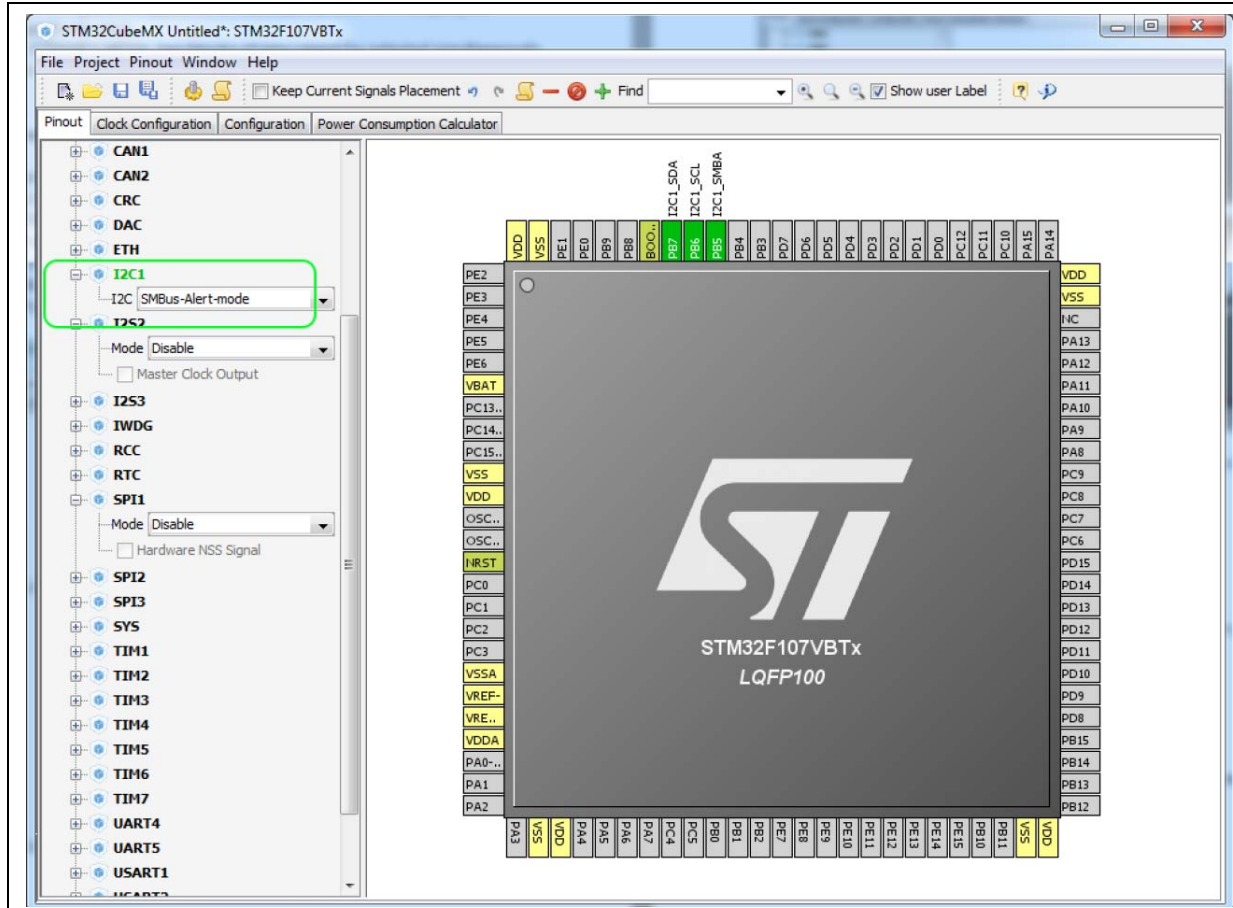 STM32CubeMX Untitled*: STM32F107VBTx
File Project Pinout Window Help
Keep Current Signals Placement Find Show user Label
Pinout Clock Configuration Configuration Power Consumption Calculator
CAN1
CAN2
CRC
DAC
ETH
I2C1
I2C SMBus-Alert-mode
I2S2
Mode Disable
Master Clock Output
I2S3
IWDG
RCC
RTC
SPI1
Mode Disable
Hardware NSS Signal
SPI2
SPI3
SYS
TIM1
TIM2
TIM3
TIM4
TIM5
TIM6
TIM7
UART4
UART5
USART1
I2C1_SDA
I2C1_SCL
I2C1_SMBA
VDD
VSS
PE1
PE0
PB9
PB8
BOO..
PB7
PB6
PB5
PB4
PB3
PD7
PD6
PD5
PD4
PD3
PD2
PD1
PD0
PC12
PC11
PC10
PA15
PA14
PE2
PE3
PE4
PE5
PE6
VBAT
PC13..
PC14..
PC15..
VSS
VDD
OSC..
OSC..
NRST
PC0
PC1
PC2
PC3
VSSA
VREF-
VRE..
VDDA
PA0-..
PA1
PA2
VDD
VSS
NC
PA13
PA12
PA11
PA10
PA9
PA8
PC9
PC8
PC7
PC6
PD15
PD14
PD13
PD12
PD11
PD10
PD9
PD8
PB15
PB14
PB13
PB12
ST
STM32F107VBTx
LQFP100
PA3
VSS
VDD
PA4
PA5
PA6
PA7
PC4
PC5
PB0
PB1
PB2
PE7
PE8
PE9
PE10
PE11
PE12
PE13
PE14
PE15
PB10
PB11
VSS
VDD